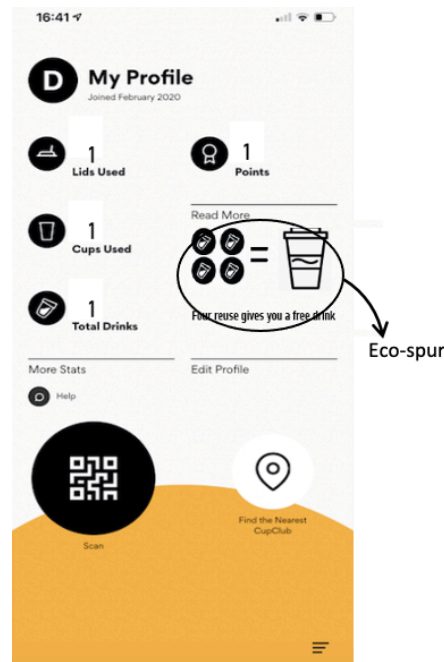 16:41
D My Profile
Joined February 2020
1
Lids Used
1
Points
Read More
1
Cups Used
=
Four reuse gives you a free drink
1
Total Drinks
Eco-spur
More Stats
Edit Profile
Help
Scan
Find the Nearest
CupClub